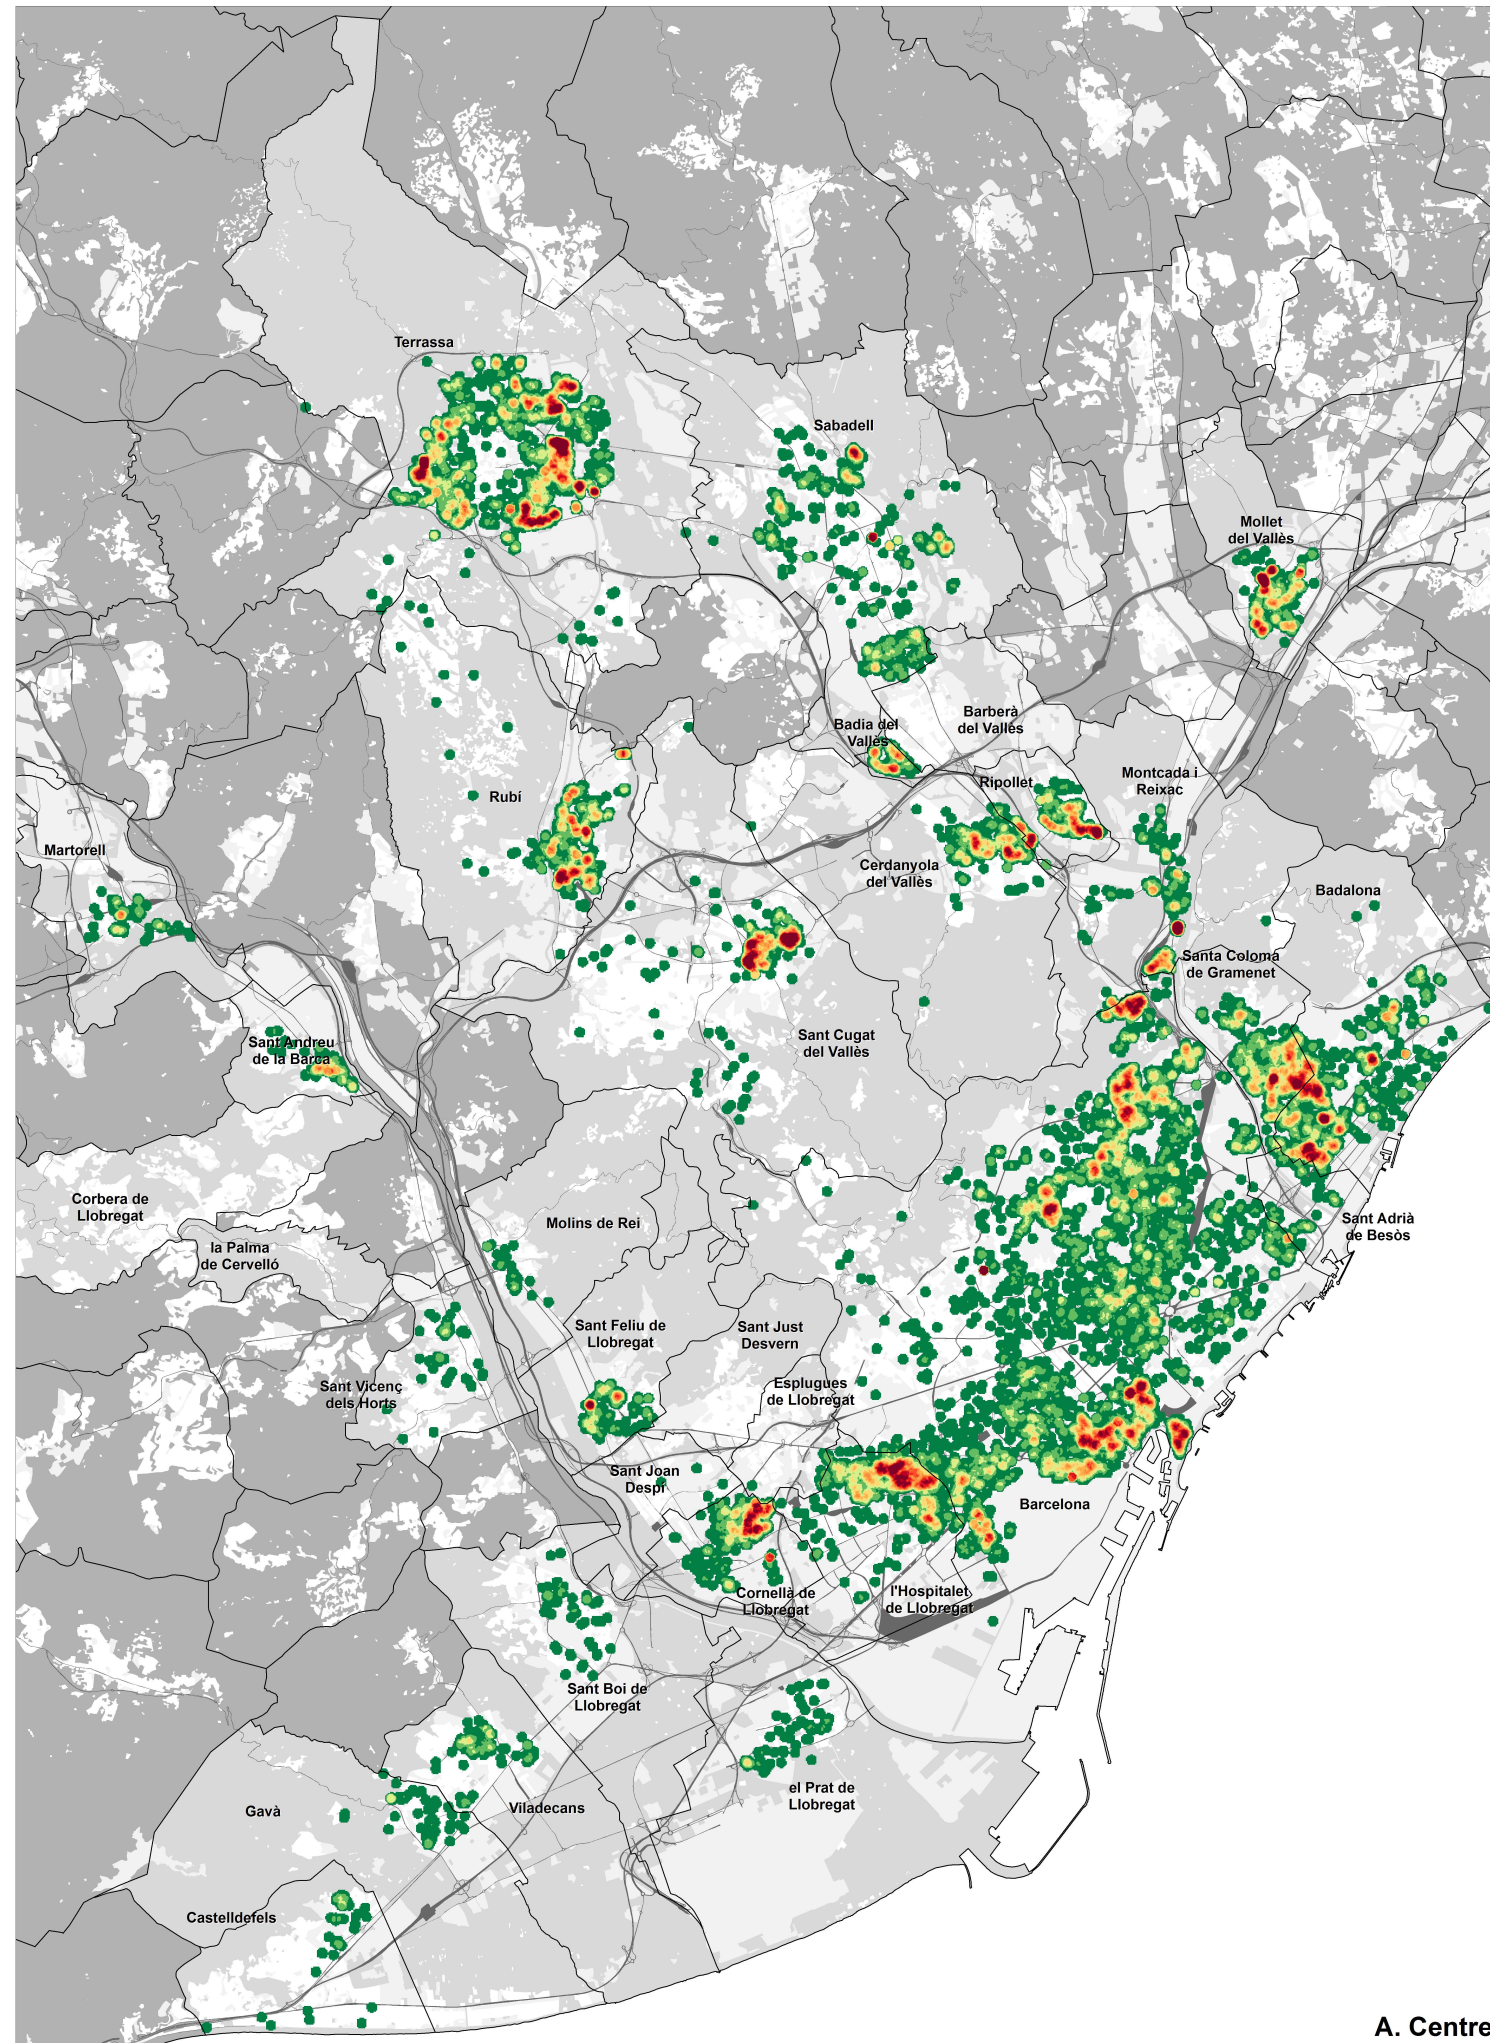 Terrassa
Sabadell
Mollet
del Vallès
Barberà
del Vallès
Badia del
Vallès
Montcada i
Reixac
Ripollet
Rubí
Martorell
Cerdanyola
del Vallès
Badalona
Santa Coloma
de Gramenet
Sant Andreu
de la Barca
Sant Cugat
del Vallès
Corbera de
Llobregat
Molins de Rei
Sant Adrià
de Besòs
la Palma
de Cervelló
Sant Feliu de
Llobregat
Sant Just
Desvern
Sant Vicenç
dels Horts
Esplugues
de Llobregat
Sant Joan
Despí
Barcelona
Cornellà de
Llobregat
l'Hospitalet
de Llobregat
Sant Boi de
Llobregat
el Prat de
Llobregat
Gavà
Viladecans
Castelldefels
A. Centre